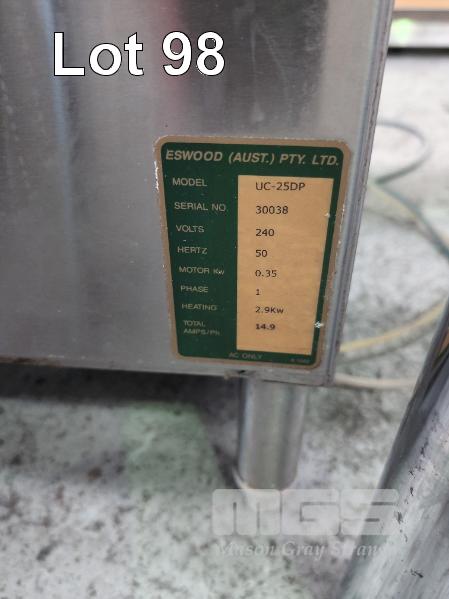 Lot 98
ESWOOD (AUST.) PTY. LTD.
MODEL UC-25DP
SERIAL NO. 30038
VOLTS 240
HERTZ 50
MOTOR Kw 0.35
PHASE 1
HEATING 2.9Kw
TOTAL
AMPS/Ph. 14.9
AC ONLY
MGS
Mason Gray Strange